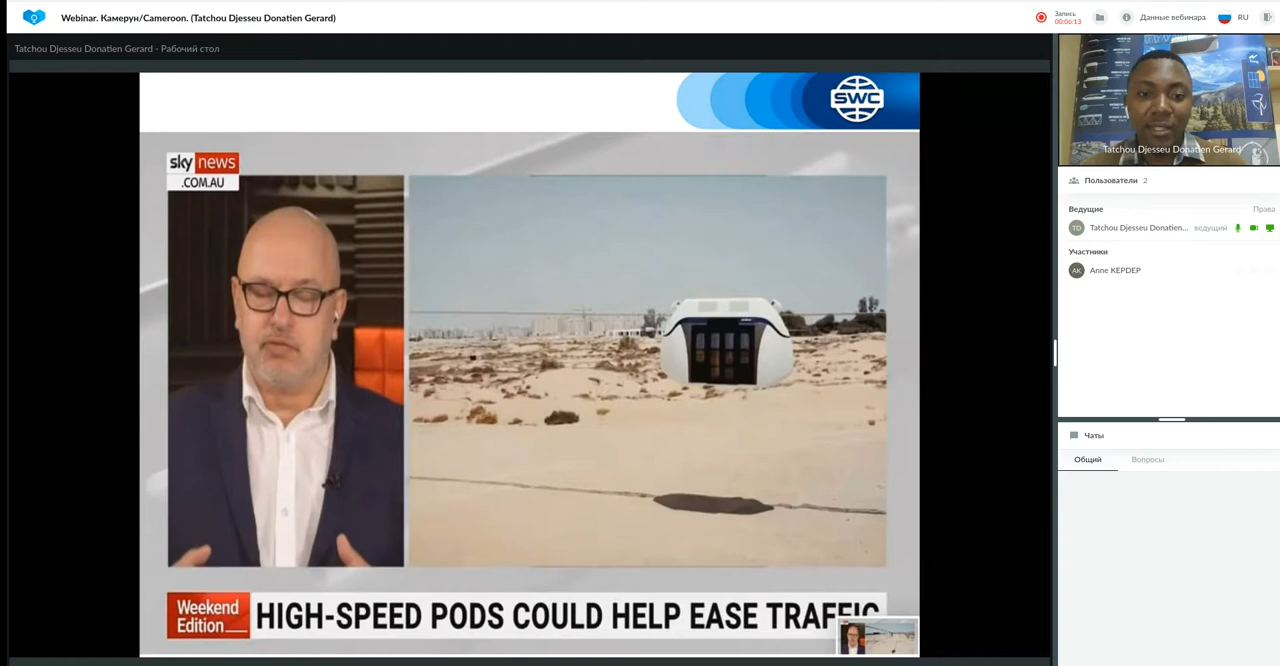 Webinar. Камерун/Cameroon. (Tatchou Djesseu Donatien Gerard)
Запись
00:06:13
Данные вебинара
RU
Tatchou Djesseu Donatien Gerard - Рабочий стол
SWC
sky news
.COM.AU
Weekend
Edition
HIGH-SPEED PODS COULD HELP EASE TRAFFIC
Tatchou Djesseu Donatien Gerard
Пользователи 2
Ведущие
Права
TD
Tatchou Djesseu Donatien...
ведущий
Участники
AK
Anne KEPDEP
Чаты
Общий
Вопросы